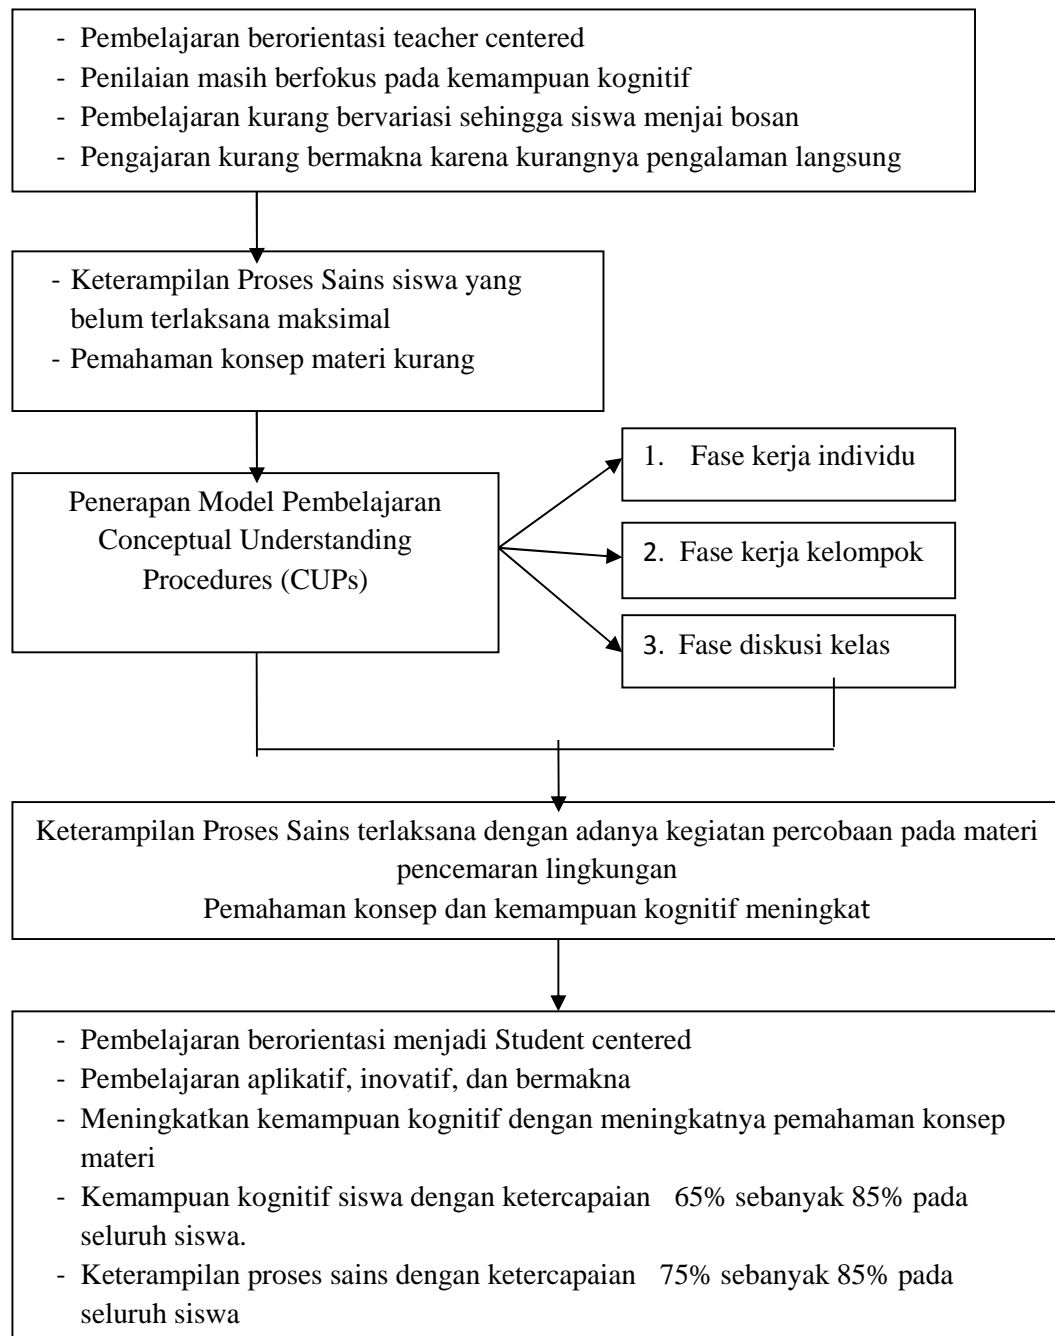 - Pembelajaran berorientasi teacher centered
- Penilaian masih berfokus pada kemampuan kognitif
- Pembelajaran kurang bervariasi sehingga siswa menjai bosan
- Pengajaran kurang bermakna karena kurangnya pengalaman langsung
- Keterampilan Proses Sains siswa yang
belum terlaksana maksimal
- Pemahaman konsep materi kurang
Penerapan Model Pembelajaran
Conceptual Understanding
Procedures (CUPs)
1. Fase kerja individu
2. Fase kerja kelompok
3. Fase diskusi kelas
Keterampilan Proses Sains terlaksana dengan adanya kegiatan percobaan pada materi
pencemaran lingkungan
Pemahaman konsep dan kemampuan kognitif meningkat
- Pembelajaran berorientasi menjadi Student centered
- Pembelajaran aplikatif, inovatif, dan bermakna
- Meningkatkan kemampuan kognitif dengan meningkatnya pemahaman konsep
materi
- Kemampuan kognitif siswa dengan ketercapaian 65% sebanyak 85% pada
seluruh siswa.
- Keterampilan proses sains dengan ketercapaian 75% sebanyak 85% pada
seluruh siswa